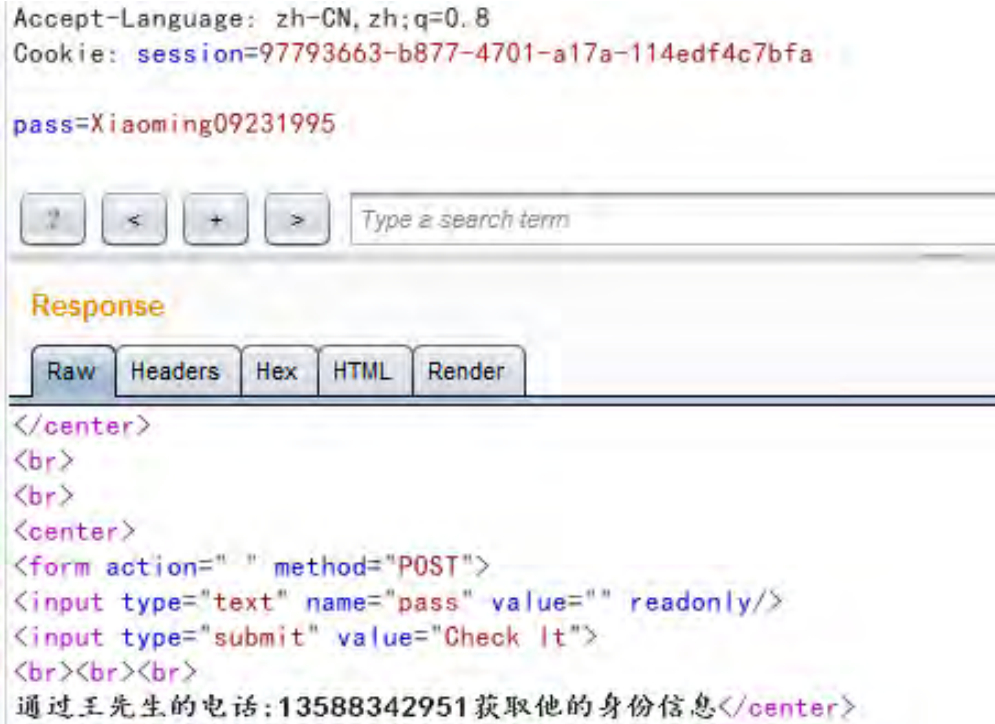 Accept-Language: zh-CN,zh;q=0.8
Cookie: session=97793663-b877-4701-a17a-114edf4c7bfa
pass=Xiaoming09231995
? < + > Type a search term
Response
Raw Headers Hex HTML Render
</center>
<br>
<br>
<center>
<form action=" " method="POST">
<input type="text" name="pass" value="" readonly/>
<input type="submit" value="Check It">
<br><br><br>
通过王先生的电话:13588342951获取他的身份信息</center>